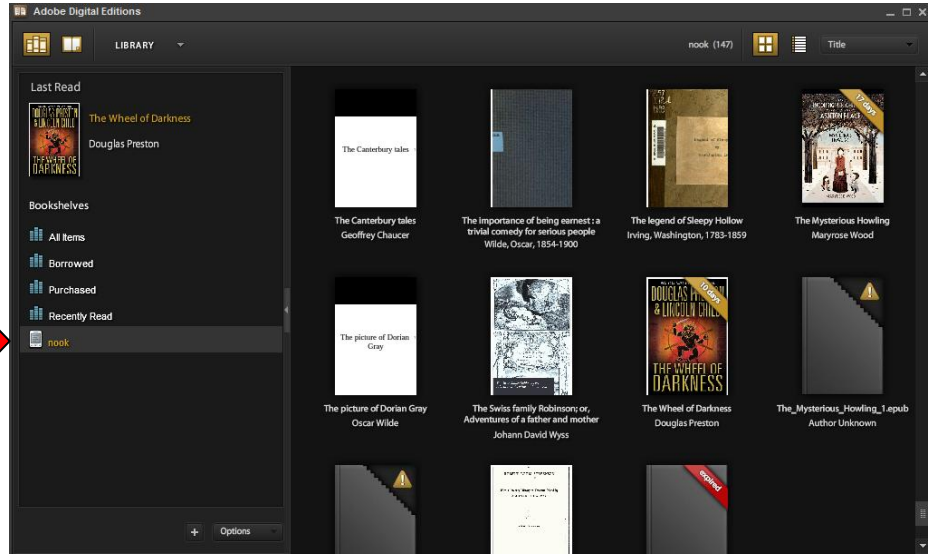 Adobe Digital Editions
LIBRARY
nook (147)
Title
Last Read
The Wheel of Darkness
Douglas Preston
Bookshelves
All Items
Borrowed
Purchased
Recently Read
nook
Options
The Canterbury tales
The Canterbury tales
Geoffrey Chaucer
The importance of being earnest : a
trivial comedy for serious people
Wilde, Oscar, 1854-1900
The legend of Sleepy Hollow
Irving, Washington, 1783-1859
17 days
The Mysterious Howling
Maryrose Wood
The picture of Dorian
Gray
The picture of Dorian Gray
Oscar Wilde
The Swiss family Robinson; or,
Adventures of a father and mother
Johann David Wyss
DOUGLAS PRESTON
& LINCOLN CHILD
10 days
THE WHEEL OF
DARKNESS
The Wheel of Darkness
Douglas Preston
The_Mysterious_Howling_1.epub
Author Unknown
expired